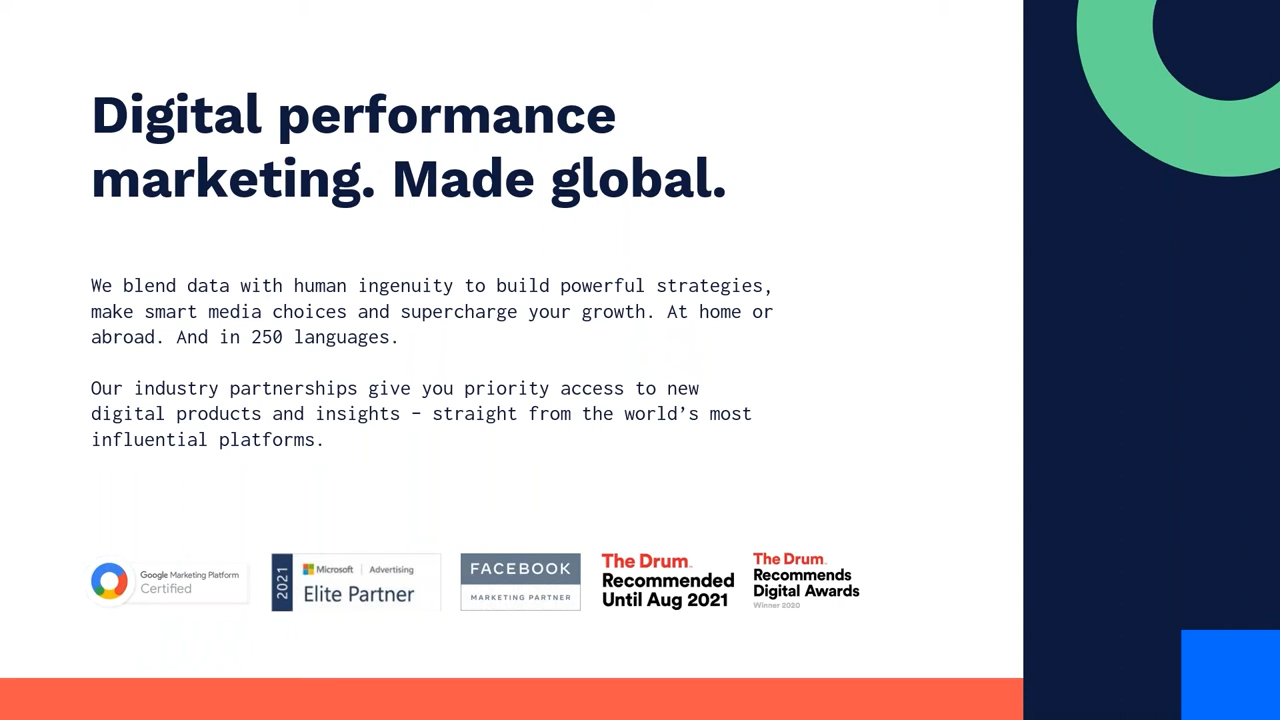 Digital performance
marketing. Made global.
We blend data with human ingenuity to build powerful strategies,
make smart media choices and supercharge your growth. At home or
abroad. And in 250 languages.
Our industry partnerships give you priority access to new
digital products and insights – straight from the world’s most
influential platforms.
Google Marketing Platform
Certified
2021
Microsoft | Advertising
Elite Partner
FACEBOOK
MARKETING PARTNER
The Drum.
Recommended
Until Aug 2021
The Drum.
Recommends
Digital Awards
Winner 2020